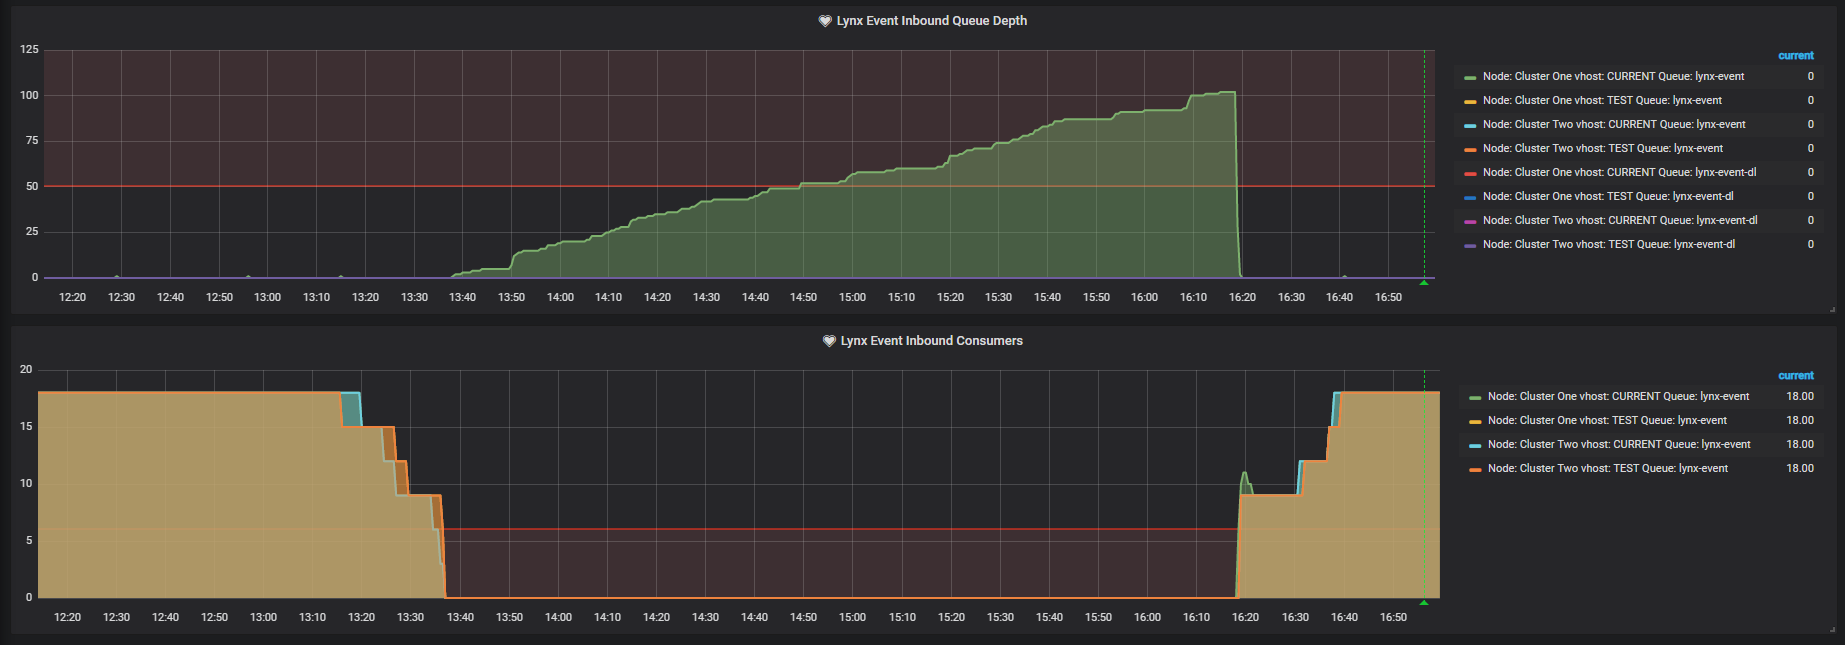 Lynx Event Inbound Queue Depth
125
100
75
50
25
0
12:20 12:30 12:40 12:50 13:00 13:10 13:20 13:30 13:40 13:50 14:00 14:10 14:20 14:30 14:40 14:50 15:00 15:10 15:20 15:30 15:40 15:50 16:00 16:10 16:20 16:30 16:40 16:50
current
Node: Cluster One vhost: CURRENT Queue: lynx-event 0
Node: Cluster One vhost: TEST Queue: lynx-event 0
Node: Cluster Two vhost: CURRENT Queue: lynx-event 0
Node: Cluster Two vhost: TEST Queue: lynx-event 0
Node: Cluster One vhost: CURRENT Queue: lynx-event-dl 0
Node: Cluster One vhost: TEST Queue: lynx-event-dl 0
Node: Cluster Two vhost: CURRENT Queue: lynx-event-dl 0
Node: Cluster Two vhost: TEST Queue: lynx-event-dl 0
Lynx Event Inbound Consumers
20
15
10
5
0
12:20 12:30 12:40 12:50 13:00 13:10 13:20 13:30 13:40 13:50 14:00 14:10 14:20 14:30 14:40 14:50 15:00 15:10 15:20 15:30 15:40 15:50 16:00 16:10 16:20 16:30 16:40 16:50
current
Node: Cluster One vhost: CURRENT Queue: lynx-event 18.00
Node: Cluster One vhost: TEST Queue: lynx-event 18.00
Node: Cluster Two vhost: CURRENT Queue: lynx-event 18.00
Node: Cluster Two vhost: TEST Queue: lynx-event 18.00